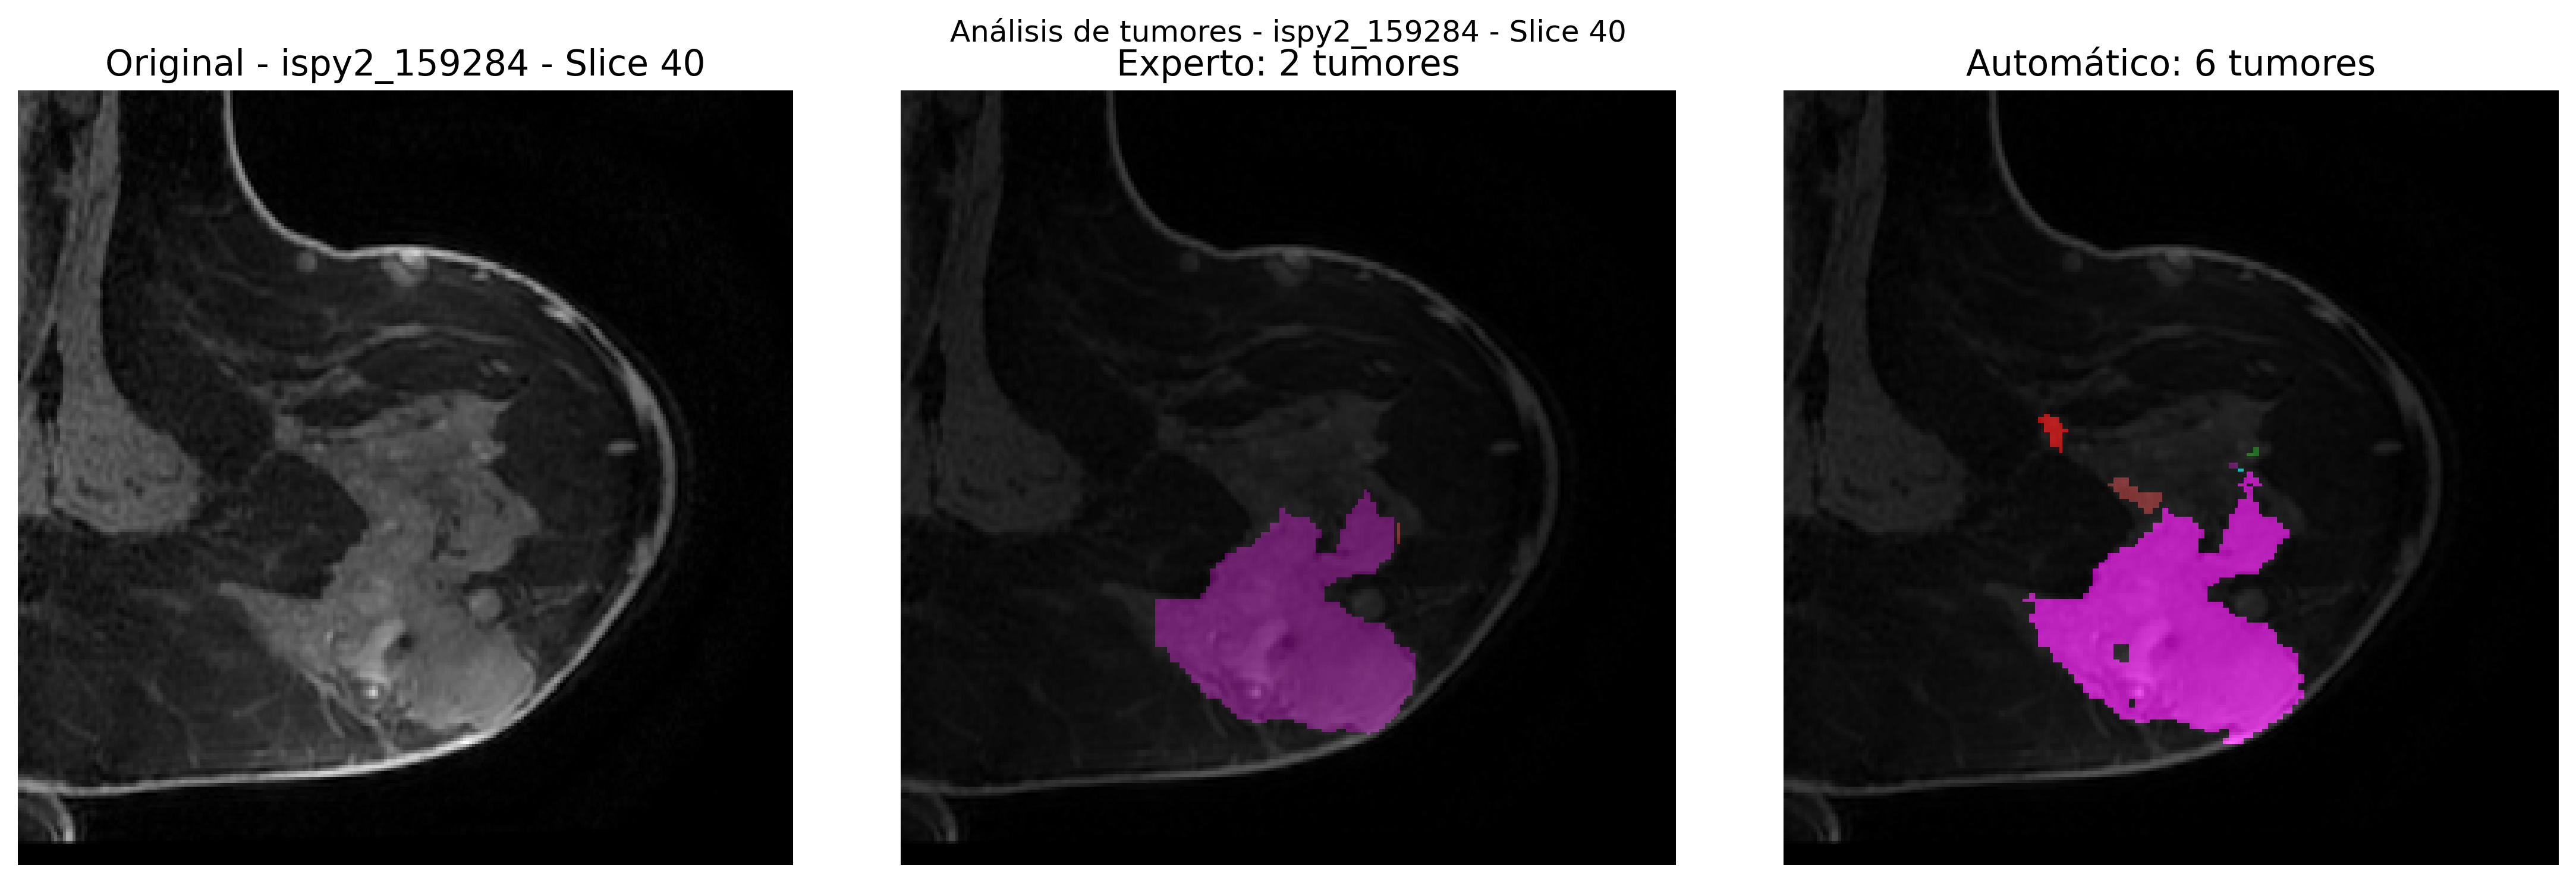 Análisis de tumores - ispy2_159284 - Slice 40
Original - ispy2_159284 - Slice 40
Experto: 2 tumores
Automático: 6 tumores